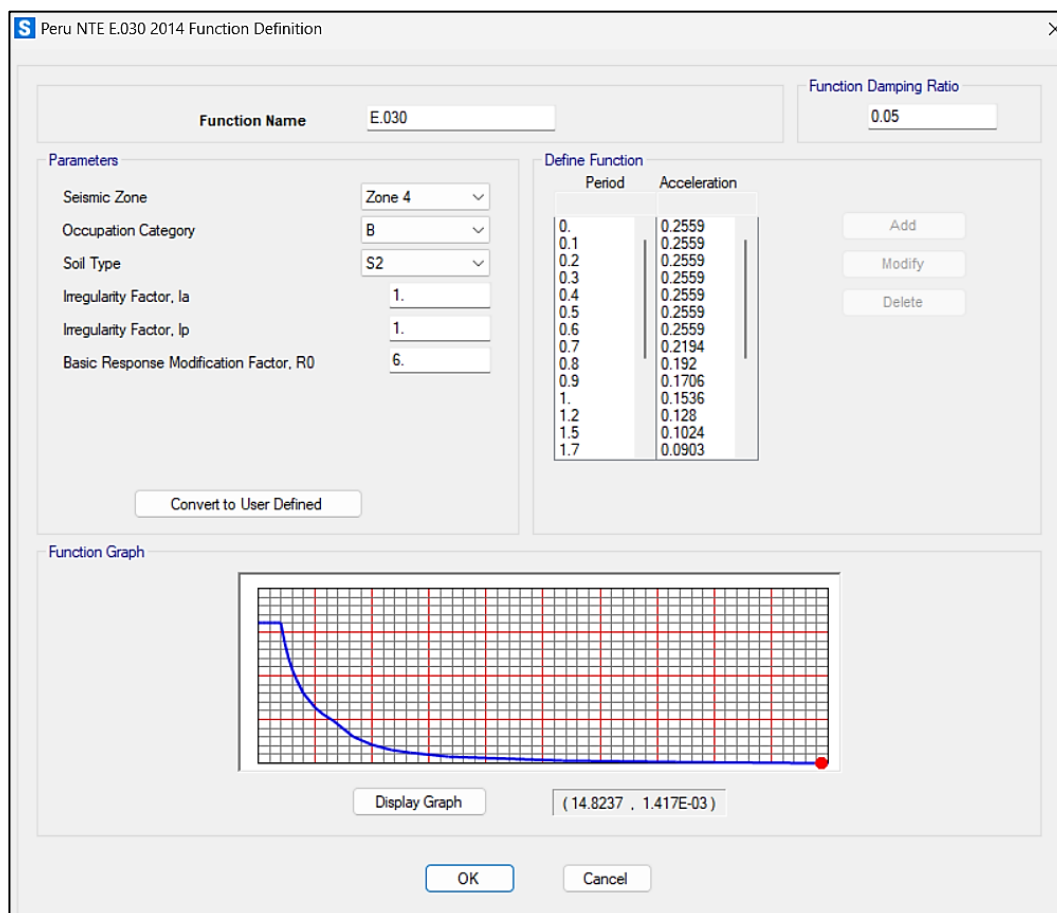 S Peru NTE E.030 2014 Function Definition
Function Damping Ratio
Function Name E.030 0.05
Parameters
Seismic Zone Zone 4
Occupation Category B
Soil Type S2
Irregularity Factor, Ia 1.
Irregularity Factor, Ip 1.
Basic Response Modification Factor, R0 6.
Convert to User Defined
Define Function
Period Acceleration
0. 0.2559
0.1 0.2559
0.2 0.2559
0.3 0.2559
0.4 0.2559
0.5 0.2559
0.6 0.2559
0.7 0.2194
0.8 0.192
0.9 0.1706
1. 0.1536
1.2 0.128
1.5 0.1024
1.7 0.0903
Add
Modify
Delete
Function Graph
Display Graph (14.8237 , 1.417E-03)
OK Cancel